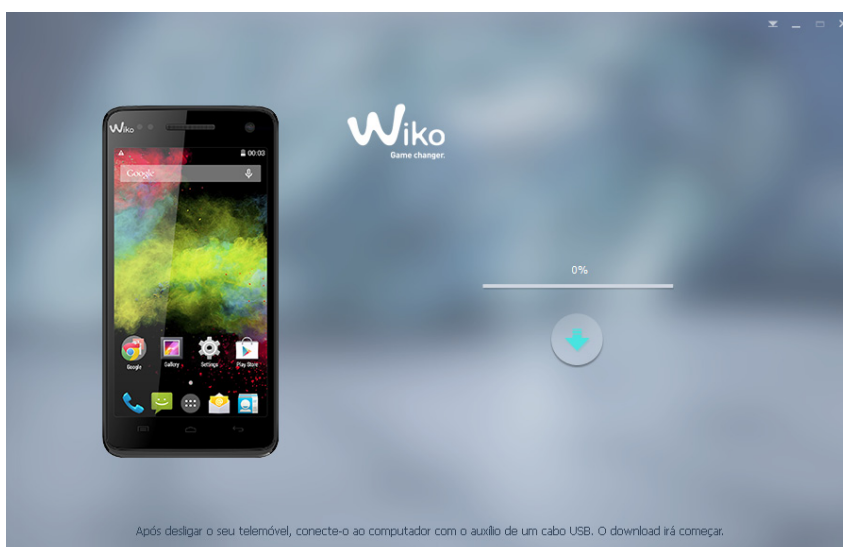 Wiko
Game changer.
Wiko
00:03
Google
Google
Gallery
Settings
Play Store
0%
Após desligar o seu telemóvel, conecte-o ao computador com o auxílio de um cabo USB. O download irá começar.